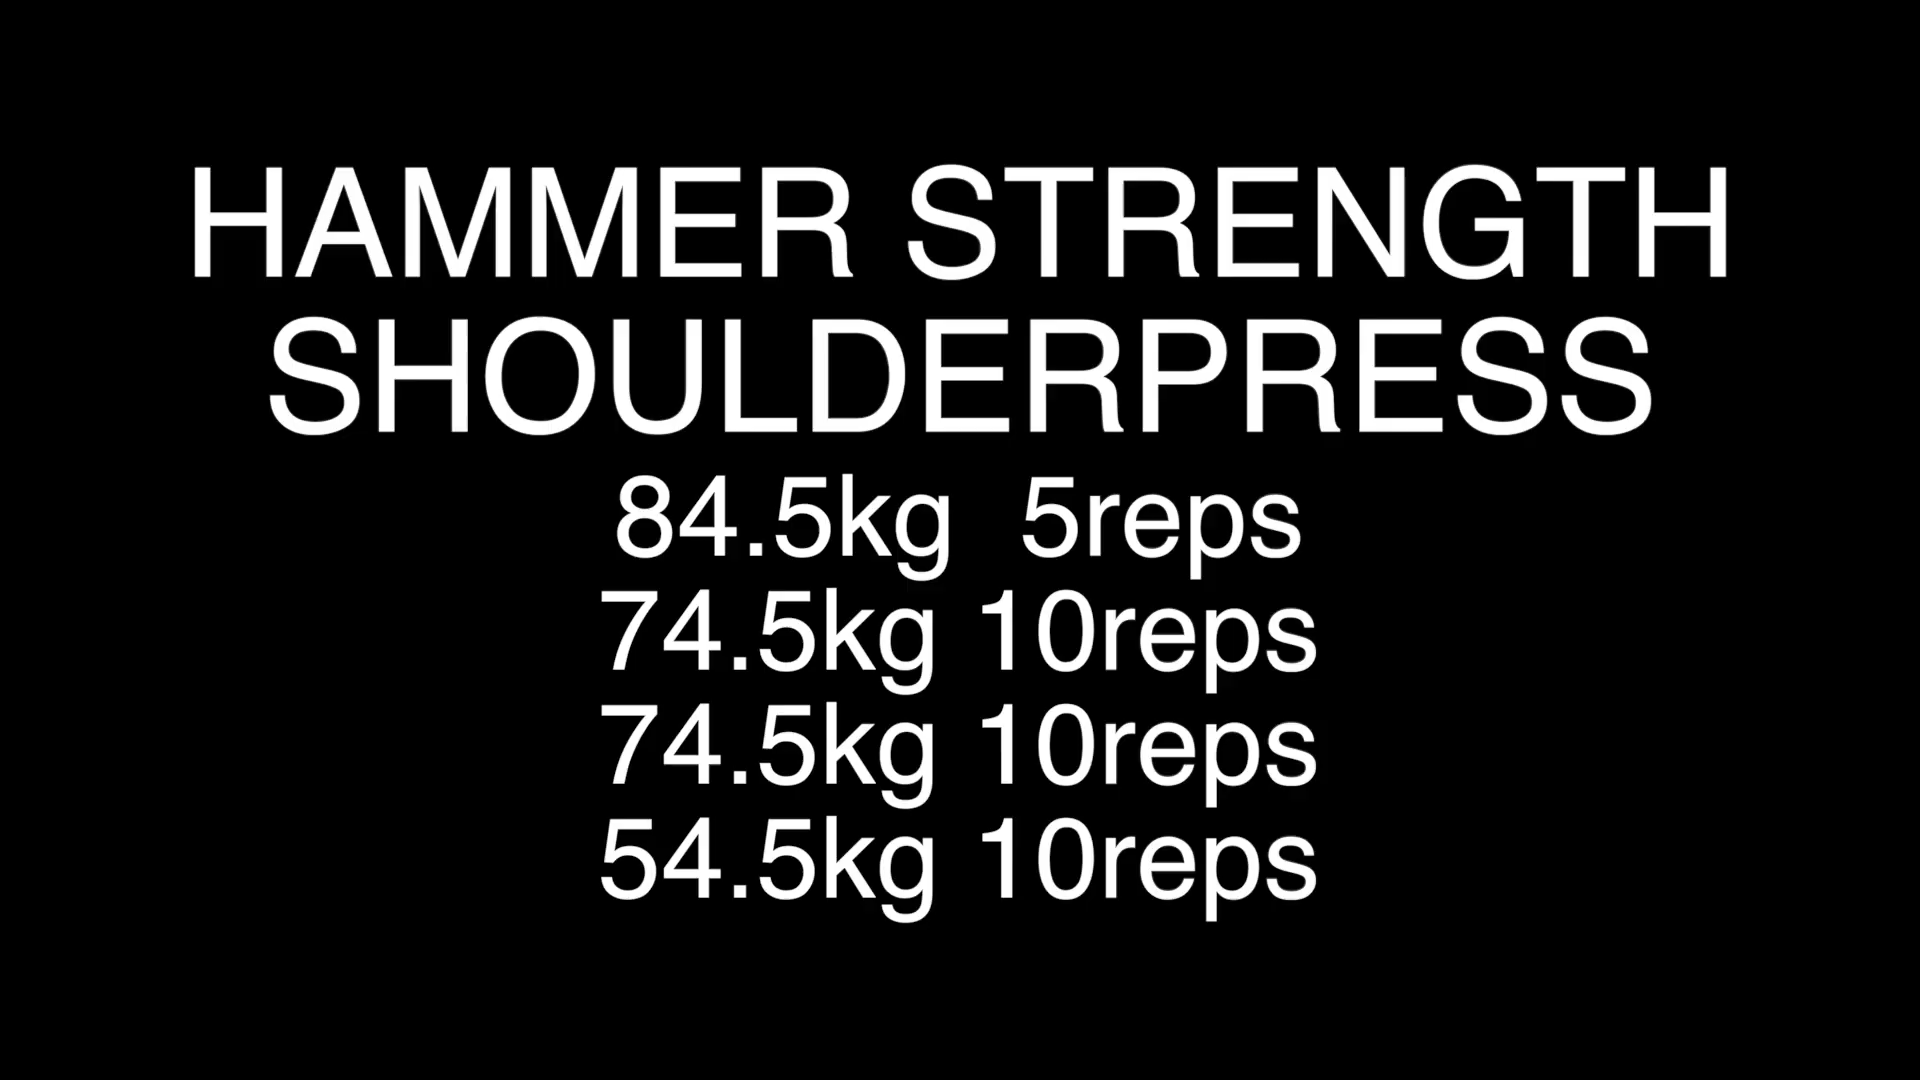 HAMMER STRENGTH
SHOULDERPRESS
84.5kg  5reps
74.5kg 10reps
74.5kg 10reps
54.5kg 10reps